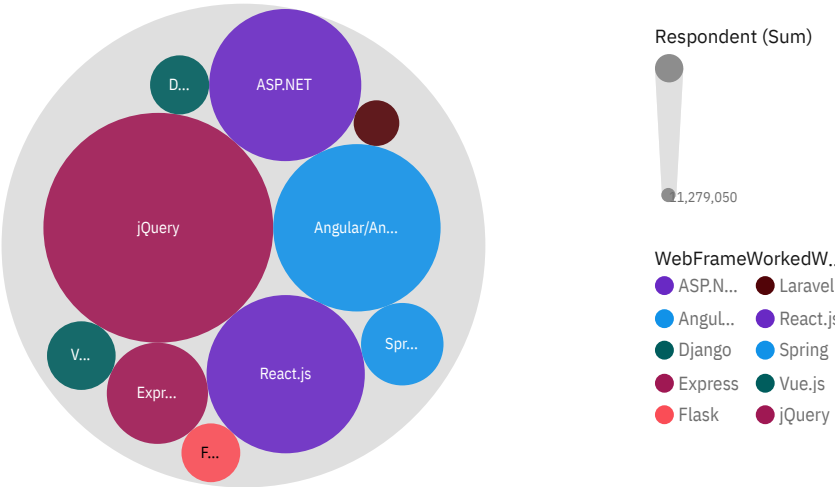 D...
ASP.NET
jQuery
Angular/An...
V...
Expr...
React.js
Spr...
F...
Respondent (Sum)
11,279,050
WebFrameWorkedW...
ASP.N... Laravel
Angul... React.js
Django Spring
Express Vue.js
Flask jQuery